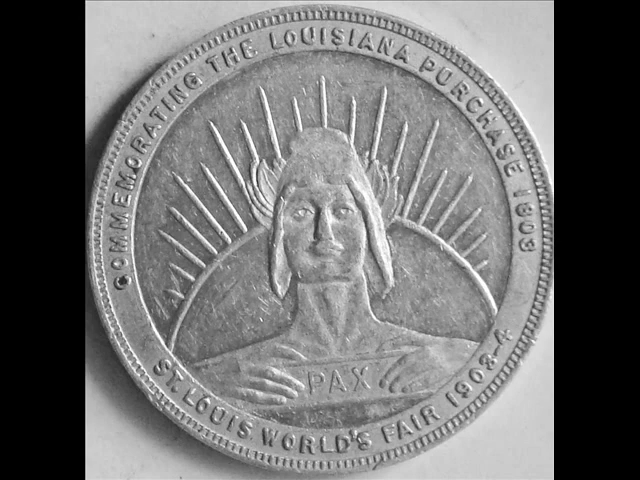 COMMEMORATING THE LOUISIANA PURCHASE 1803
PAX
ST. LOUIS WORLD'S FAIR 1903-4